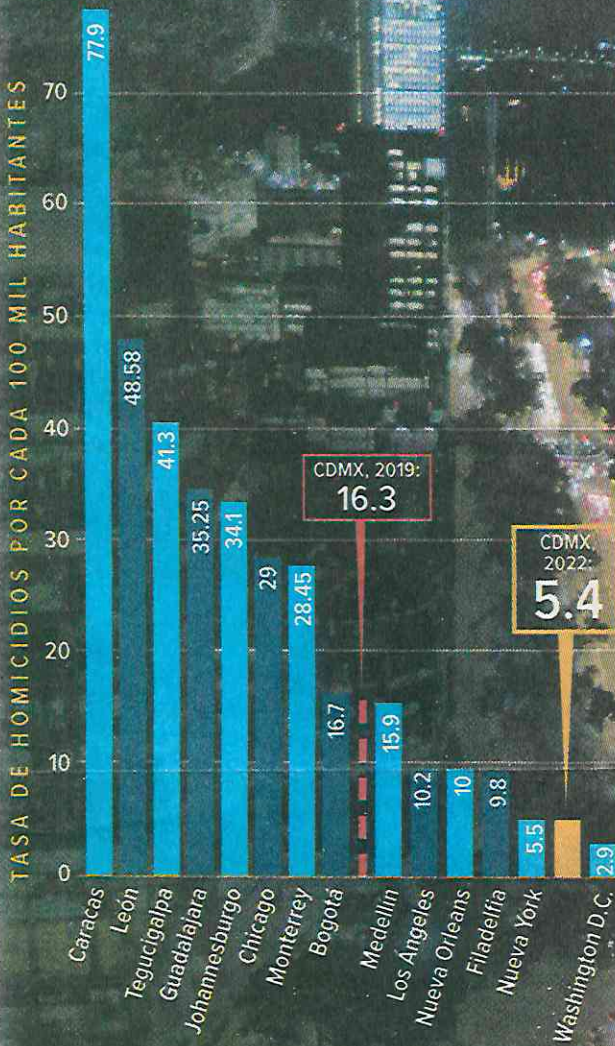 TASA DE HOMICIDIOS POR CADA 100 MIL HABITANTES
70
60
50
40
30
20
10
0
77.9
48.58
41.3
35.25
34.1
29
28.45
16.7
CDMX, 2019:
16.3
15.9
10.2
10
9.8
5.5
CDMX,
2022:
5.4
2.9
Caracas
León
Tegucigalpa
Guadalajara
Johannesburgo
Chicago
Monterrey
Bogotá
Medellín
Los Ángeles
Nueva Orleans
Filadelfia
Nueva York
Washington D.C.